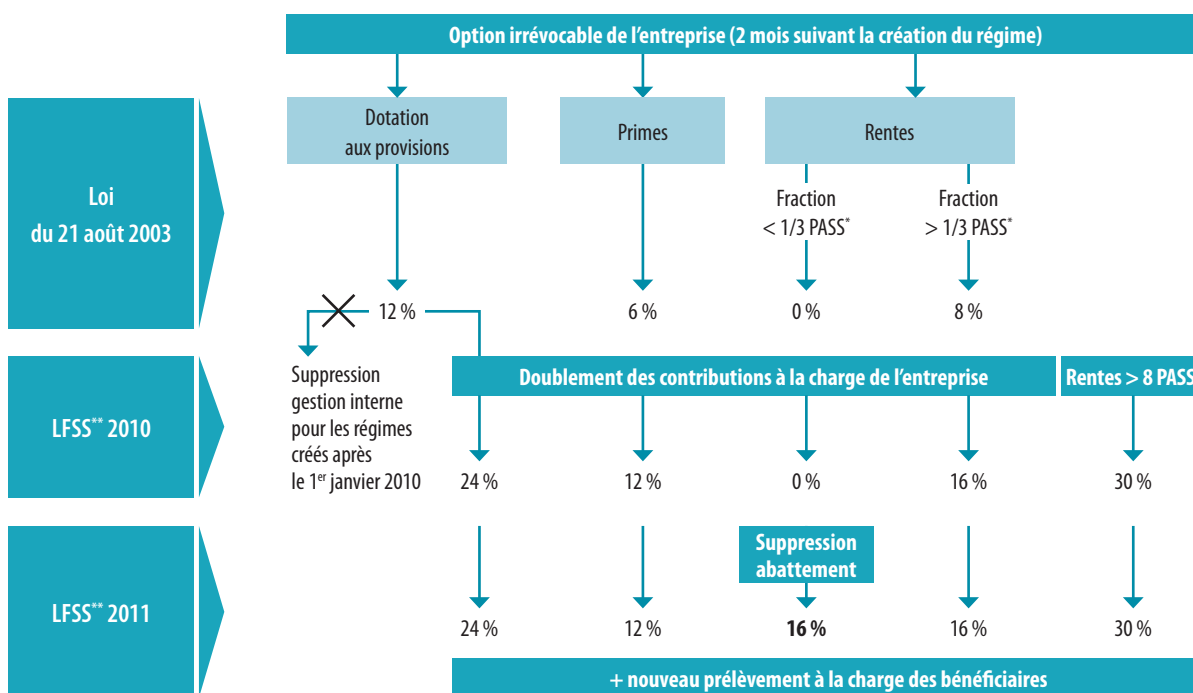 Option irrévocable de l'entreprise (2 mois suivant la création du régime)
Dotation
aux provisions
Primes
Rentes
Loi
du 21 août 2003
Fraction
< 1/3 PASS*
Fraction
> 1/3 PASS*
12 %
6 %
0 %
8 %
LFSS** 2010
Suppression
gestion interne
pour les régimes
créés après
le 1er janvier 2010
Doublement des contributions à la charge de l'entreprise
Rentes > 8 PASS
24 %
12 %
0 %
16 %
30 %
LFSS** 2011
Suppression
abattement
24 %
12 %
16 %
16 %
30 %
+ nouveau prélèvement à la charge des bénéficiaires